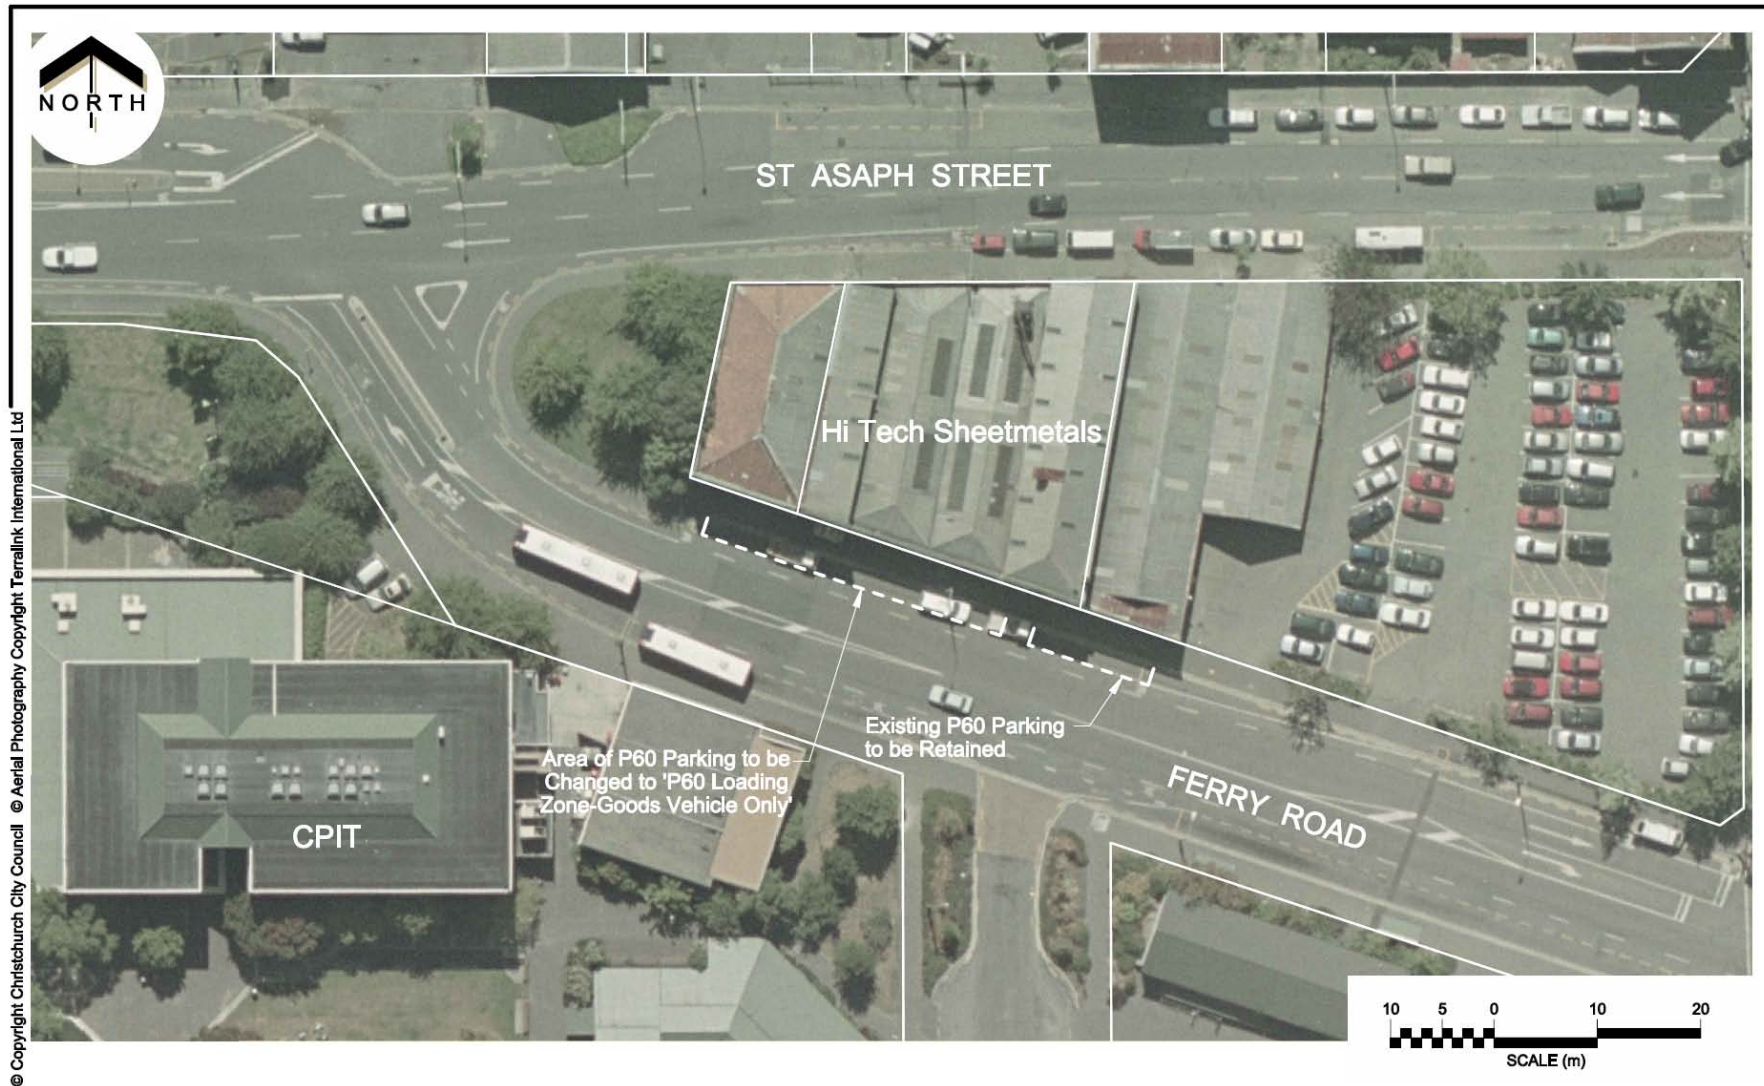 NORTH
ST ASAPH STREET
Hi Tech Sheetmetals
Existing P60 Parking
to be Retained
Area of P60 Parking to be
Changed to 'P60 Loading
Zone-Goods Vehicle Only'
FERRY ROAD
CPIT
10 5 0 10 20
SCALE (m)
© Copyright Christchurch City Council © Aerial Photography Copyright Terralink International Ltd